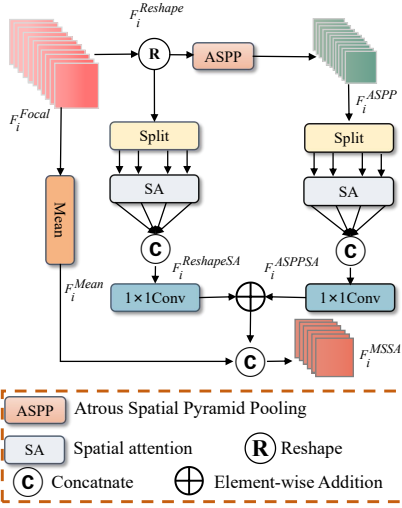 F_i^Reshape
R
ASPP
F_i^Focal
F_i^ASPP
Split
Split
SA
SA
Mean
C
C
F_i^Mean
F_i^ReshapeSA
F_i^ASPPSA
1×1Conv
1×1Conv
C
F_i^MSSA
ASPP Atrous Spatial Pyramid Pooling
SA Spatial attention R Reshape
C Concatnate Element-wise Addition